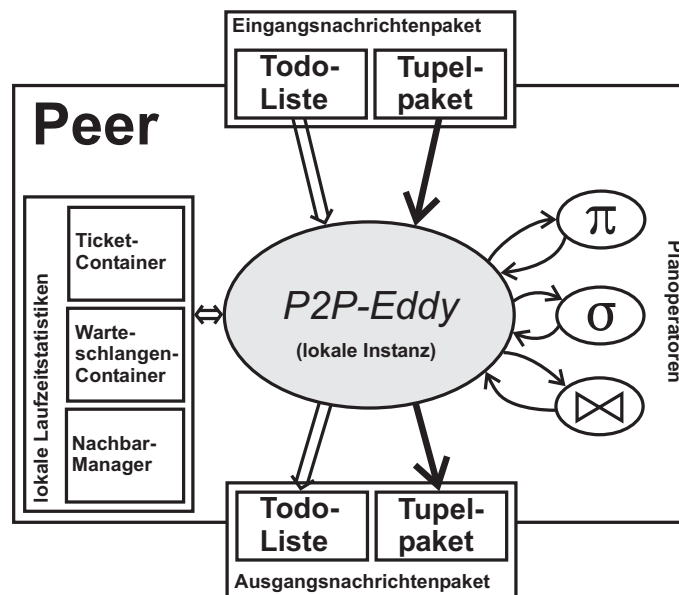 Eingangsnachrichtenpaket
Todo-
Liste
Tupel-
paket
Peer
lokale Laufzeitstatistiken
Ticket-
Container
Warte-
schlangen-
Container
Nachbar-
Manager
P2P-Eddy
(lokale Instanz)
π
σ
⋈
Planoperatoren
Todo-
Liste
Tupel-
paket
Ausgangsnachrichtenpaket